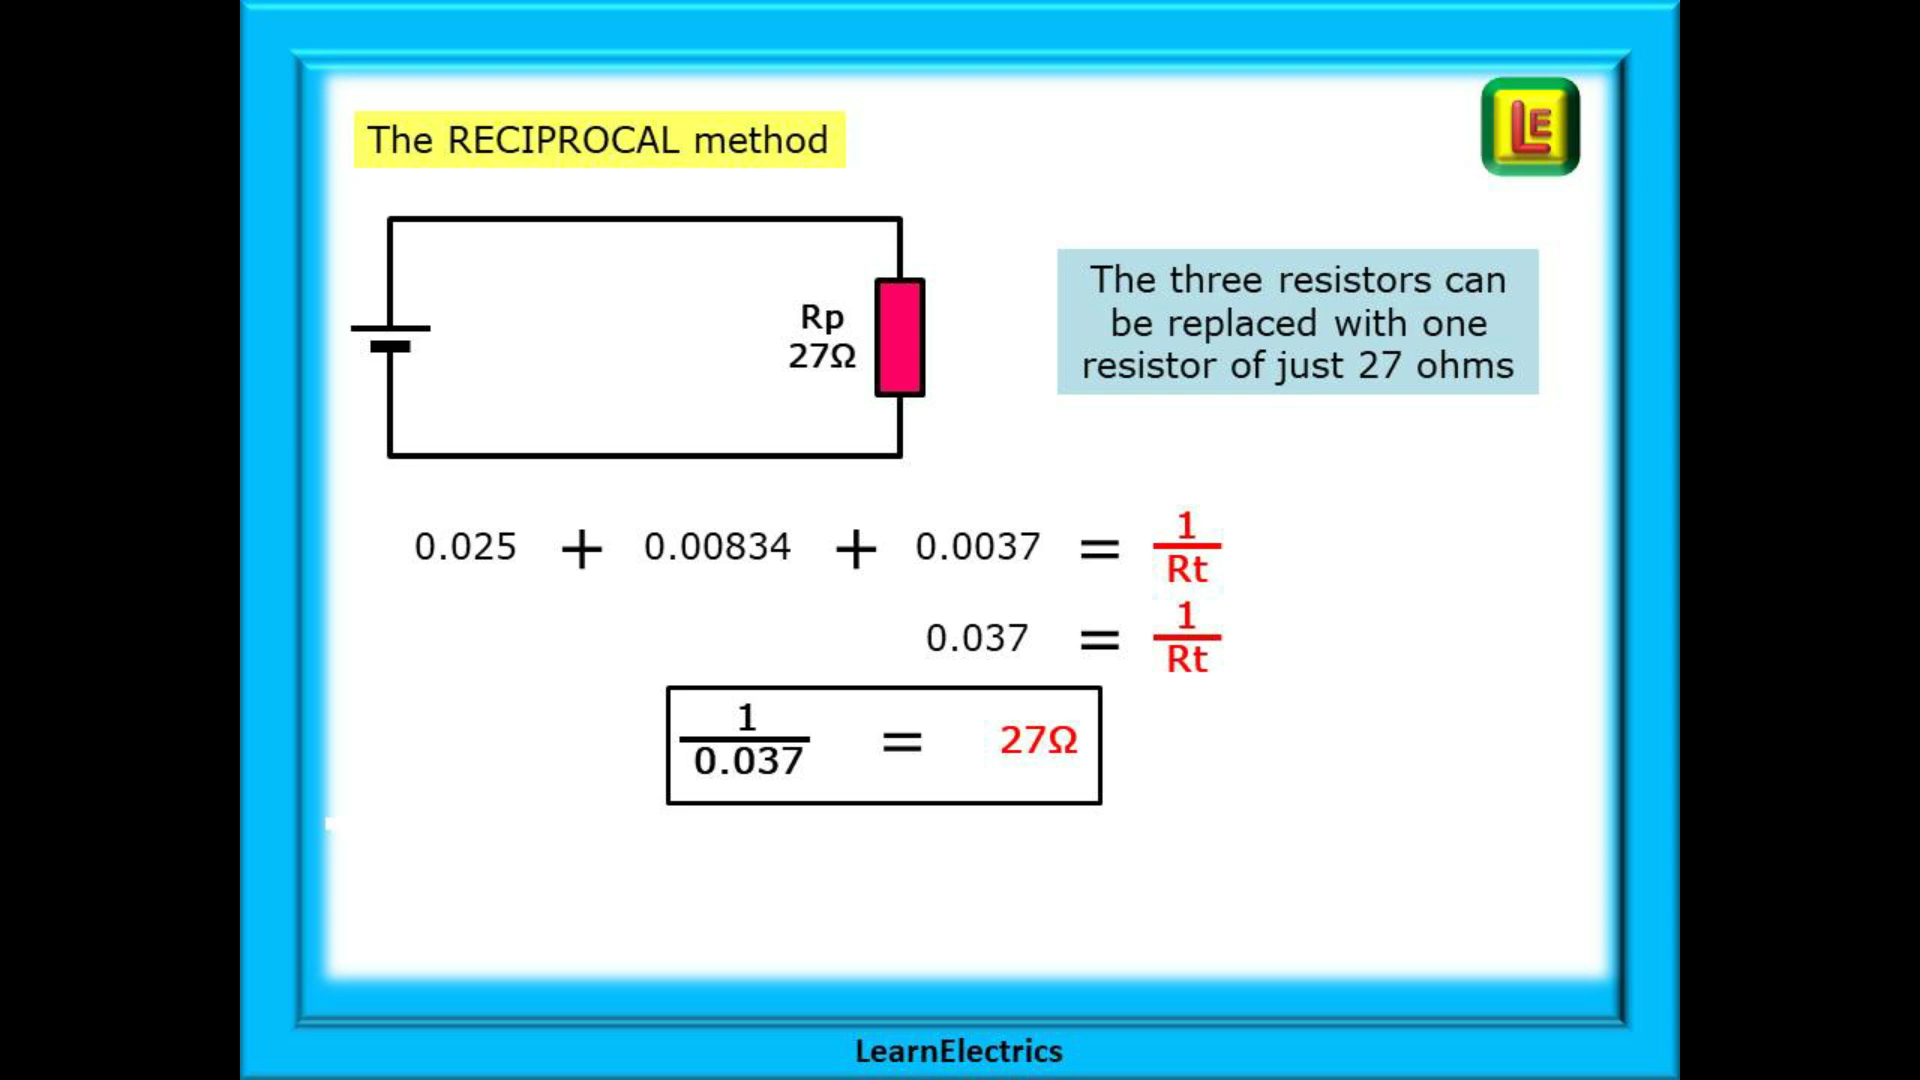 The RECIPROCAL method
LE
Rp
27Ω
The three resistors can
be replaced with one
resistor of just 27 ohms
0.025 + 0.00834 + 0.0037 = 1/Rt
0.037 = 1/Rt
1/0.037 = 27Ω
LearnElectrics